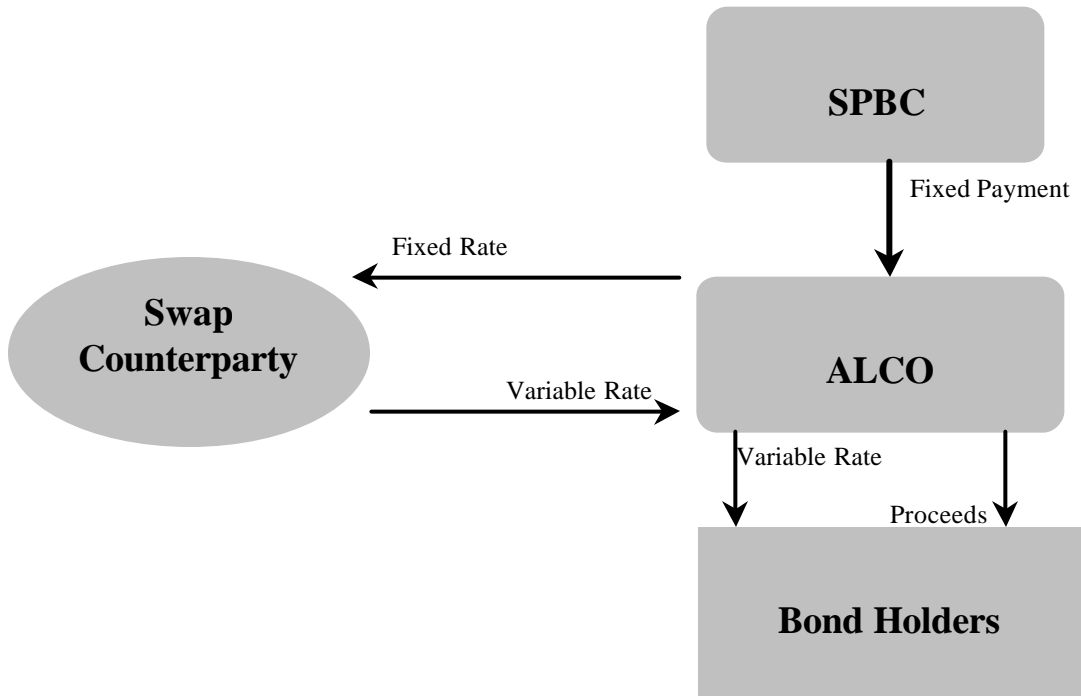 SPBC
Fixed Payment
Fixed Rate
Swap
Counterparty
ALCO
Variable Rate
Variable Rate
Proceeds
Bond Holders